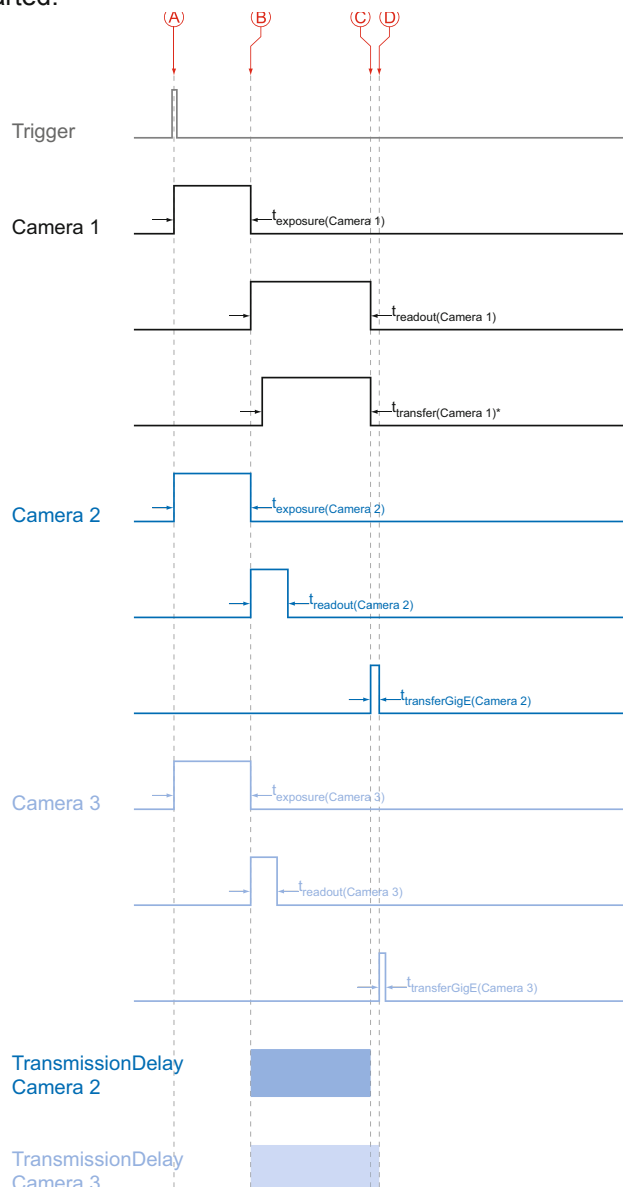 A B C D
Trigger
Camera 1
texposure(Camera 1)
treadout(Camera 1)
ttransfer(Camera 1)*
Camera 2
texposure(Camera 2)
treadout(Camera 2)
ttransferGigE(Camera 2)
Camera 3
texposure(Camera 3)
treadout(Camera 3)
ttransferGigE(Camera 3)
TransmissionDelay
Camera 2
TransmissionDelay
Camera 3